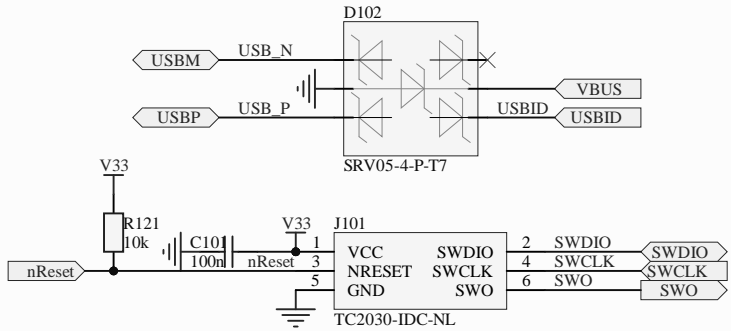 D102
USBM USB_N
VBUS
USBP USB_P USBID USBID
SRV05-4-P-T7
V33
R121
10k
C101
100n
V33
J101
1 VCC SWDIO 2 SWDIO SWDIO
nReset nReset 3 NRESET SWCLK 4 SWCLK SWCLK
5 GND SWO 6 SWO SWO
TC2030-IDC-NL